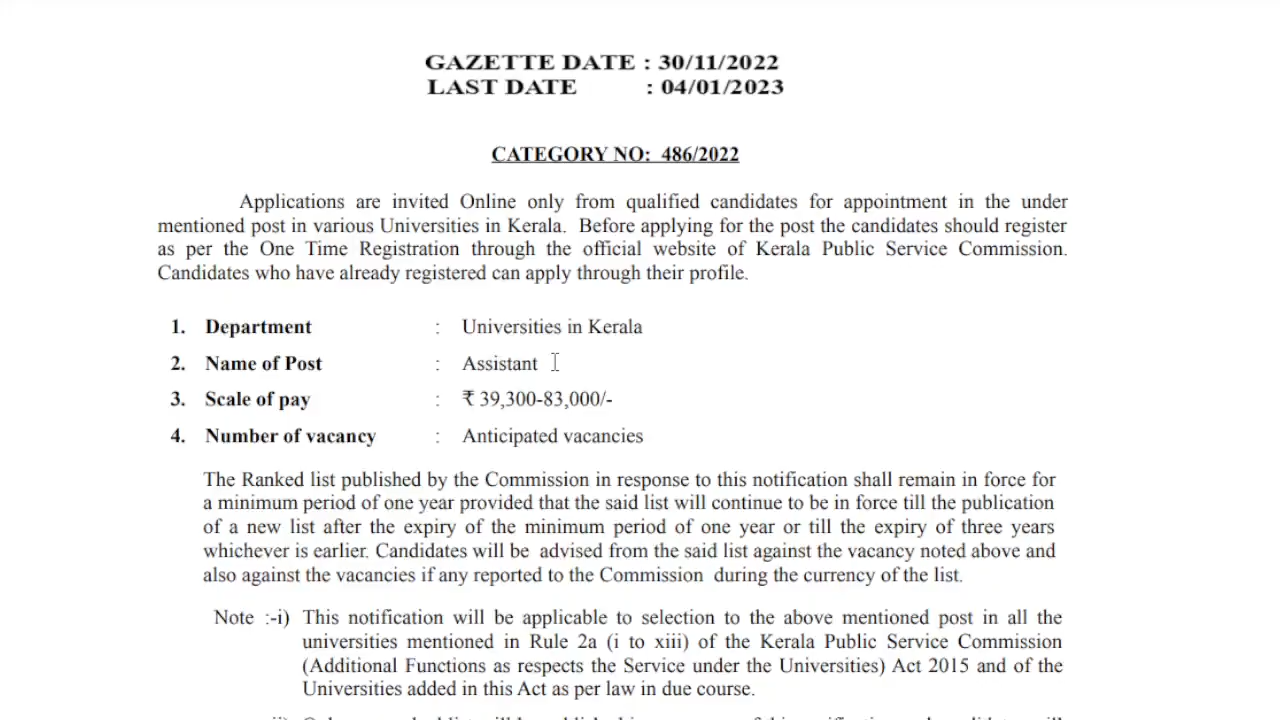 GAZETTE DATE : 30/11/2022
LAST DATE : 04/01/2023
CATEGORY NO: 486/2022
Applications are invited Online only from qualified candidates for appointment in the under
mentioned post in various Universities in Kerala. Before applying for the post the candidates should register
as per the One Time Registration through the official website of Kerala Public Service Commission.
Candidates who have already registered can apply through their profile.
1. Department : Universities in Kerala
2. Name of Post : Assistant
3. Scale of pay : ₹ 39,300-83,000/-
4. Number of vacancy : Anticipated vacancies
The Ranked list published by the Commission in response to this notification shall remain in force for
a minimum period of one year provided that the said list will continue to be in force till the publication
of a new list after the expiry of the minimum period of one year or till the expiry of three years
whichever is earlier. Candidates will be advised from the said list against the vacancy noted above and
also against the vacancies if any reported to the Commission during the currency of the list.
Note :-i) This notification will be applicable to selection to the above mentioned post in all the
universities mentioned in Rule 2a (i to xiii) of the Kerala Public Service Commission
(Additional Functions as respects the Service under the Universities) Act 2015 and of the
Universities added in this Act as per law in due course.